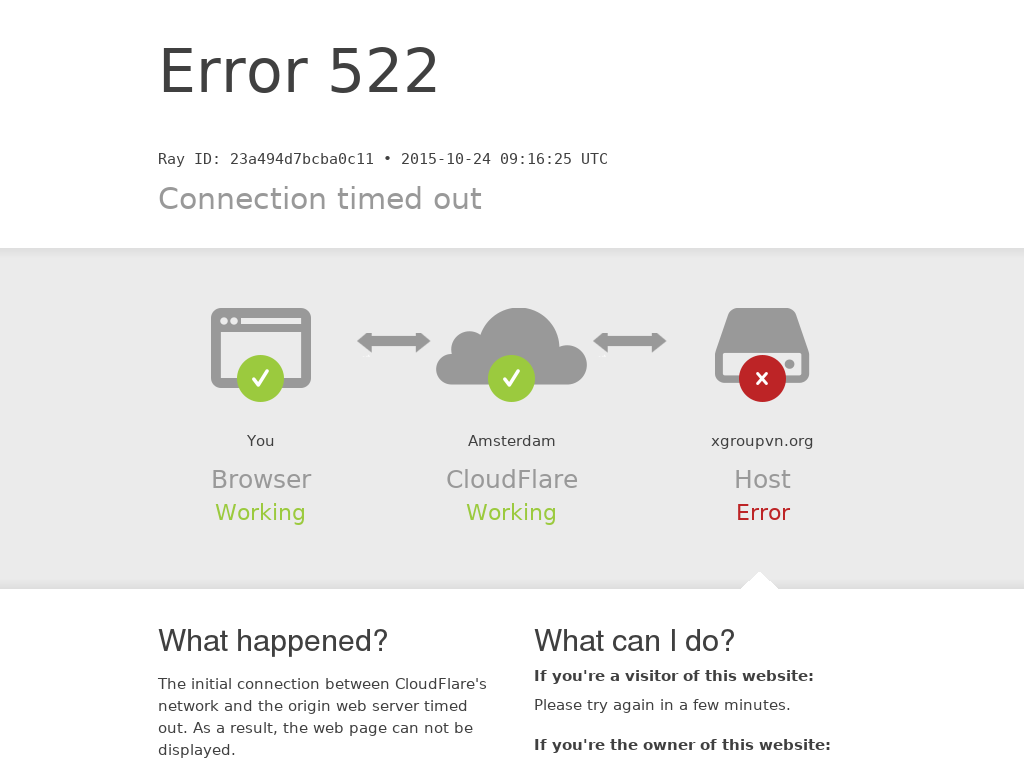 Error 522
Ray ID: 23a494d7bcba0c11 • 2015-10-24 09:16:25 UTC
Connection timed out
You
Browser
Working
Amsterdam
CloudFlare
Working
xgroupvn.org
Host
Error
What happened?
The initial connection between CloudFlare's
network and the origin web server timed
out. As a result, the web page can not be
displayed.
What can I do?
If you're a visitor of this website:
Please try again in a few minutes.
If you're the owner of this website: